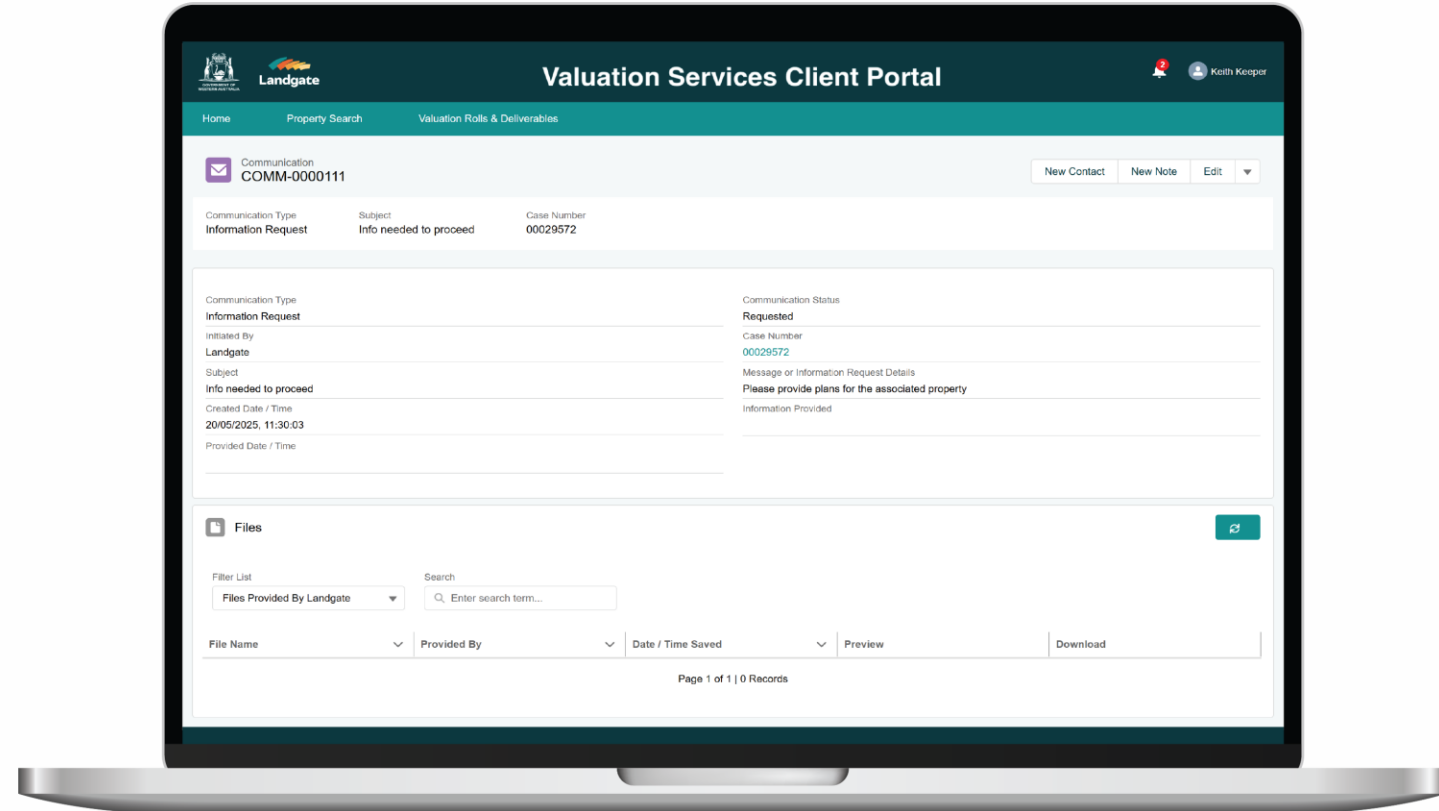 GOVERNMENT OF
WESTERN AUSTRALIA
Landgate
Valuation Services Client Portal
2
Keith Keeper
Home Property Search Valuation Rolls & Deliverables
Communication
COMM-0000111
New Contact New Note Edit
Communication Type Subject Case Number
Information Request Info needed to proceed 00029572
Communication Type Communication Status
Information Request Requested
Initiated By Case Number
Landgate 00029572
Subject Message or Information Request Details
Info needed to proceed Please provide plans for the associated property
Created Date / Time Information Provided
20/05/2025, 11:30:03
Provided Date / Time
Files
Filter List Search
Files Provided By Landgate Enter search term...
File Name Provided By Date / Time Saved Preview Download
Page 1 of 1 | 0 Records